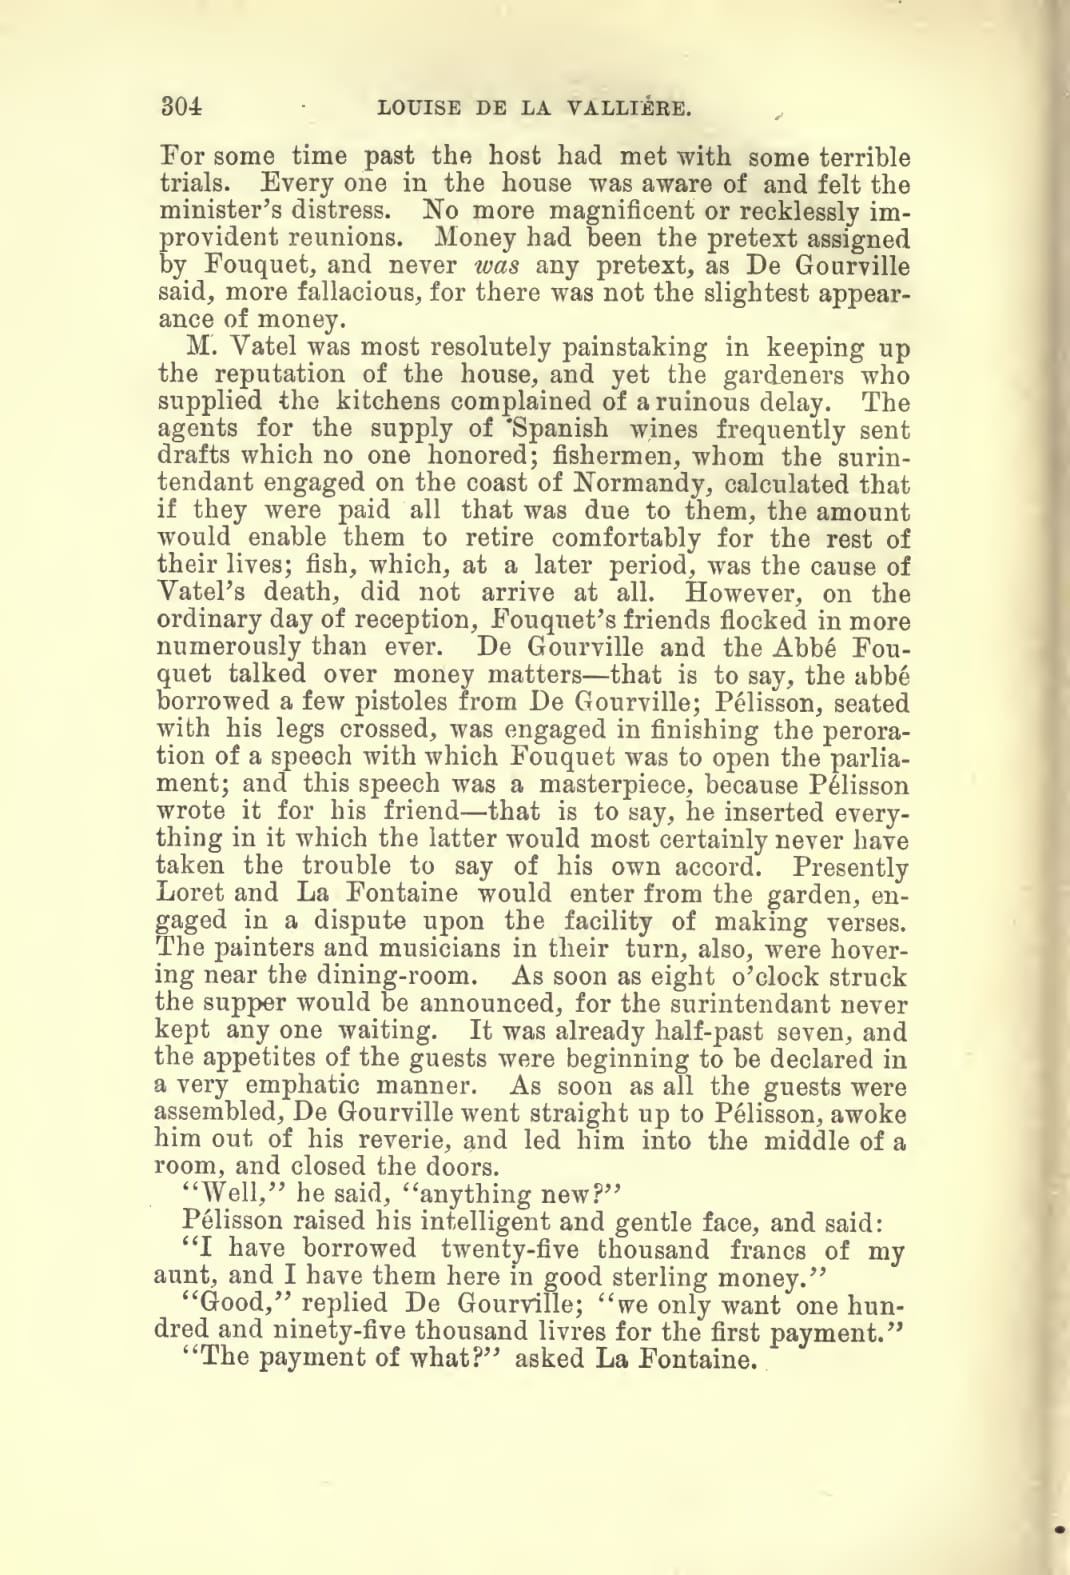 304 LOUISE DE LA VALLIÈRE.
For some time past the host had met with some terrible
trials. Every one in the house was aware of and felt the
minister's distress. No more magnificent or recklessly im-
provident reunions. Money had been the pretext assigned
by Fouquet, and never was any pretext, as De Gourville
said, more fallacious, for there was not the slightest appear-
ance of money.
M. Vatel was most resolutely painstaking in keeping up
the reputation of the house, and yet the gardeners who
supplied the kitchens complained of a ruinous delay. The
agents for the supply of Spanish wines frequently sent
drafts which no one honored; fishermen, whom the surin-
tendant engaged on the coast of Normandy, calculated that
if they were paid all that was due to them, the amount
would enable them to retire comfortably for the rest of
their lives; fish, which, at a later period, was the cause of
Vatel's death, did not arrive at all. However, on the
ordinary day of reception, Fouquet's friends flocked in more
numerously than ever. De Gourville and the Abbé Fou-
quet talked over money matters—that is to say, the abbé
borrowed a few pistoles from De Gourville; Pélisson, seated
with his legs crossed, was engaged in finishing the perora-
tion of a speech with which Fouquet was to open the parlia-
ment; and this speech was a masterpiece, because Pélisson
wrote it for his friend—that is to say, he inserted every-
thing in it which the latter would most certainly never have
taken the trouble to say of his own accord. Presently
Loret and La Fontaine would enter from the garden, en-
gaged in a dispute upon the facility of making verses.
The painters and musicians in their turn, also, were hover-
ing near the dining-room. As soon as eight o'clock struck
the supper would be announced, for the surintendant never
kept any one waiting. It was already half-past seven, and
the appetites of the guests were beginning to be declared in
a very emphatic manner. As soon as all the guests were
assembled, De Gourville went straight up to Pélisson, awoke
him out of his reverie, and led him into the middle of a
room, and closed the doors.
"Well," he said, "anything new?"
Pélisson raised his intelligent and gentle face, and said:
"I have borrowed twenty-five thousand francs of my
aunt, and I have them here in good sterling money."
"Good," replied De Gourville; "we only want one hun-
dred and ninety-five thousand livres for the first payment."
"The payment of what?" asked La Fontaine.